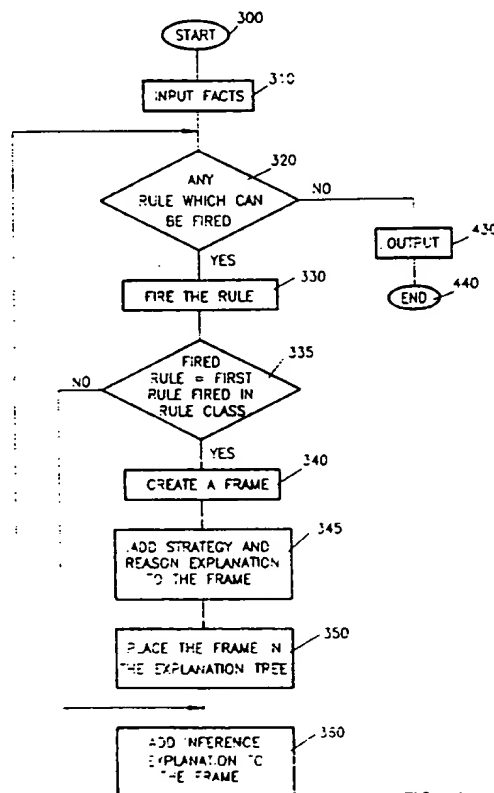 START
300
310
INPUT FACTS
320
ANY
RULE WHICH CAN
BE FIRED
NO
YES
430
OUTPUT
330
FIRE THE RULE
440
END
335
FIRED
RULE = FIRST
RULE FIRED IN
RULE CLASS
NO
YES
340
CREATE A FRAME
345
ADD STRATEGY AND
REASON EXPLANATION
TO THE FRAME
350
PLACE THE FRAME IN
THE EXPLANATION TREE
360
ADD INFERENCE
EXPLANATION TO
THE FRAME